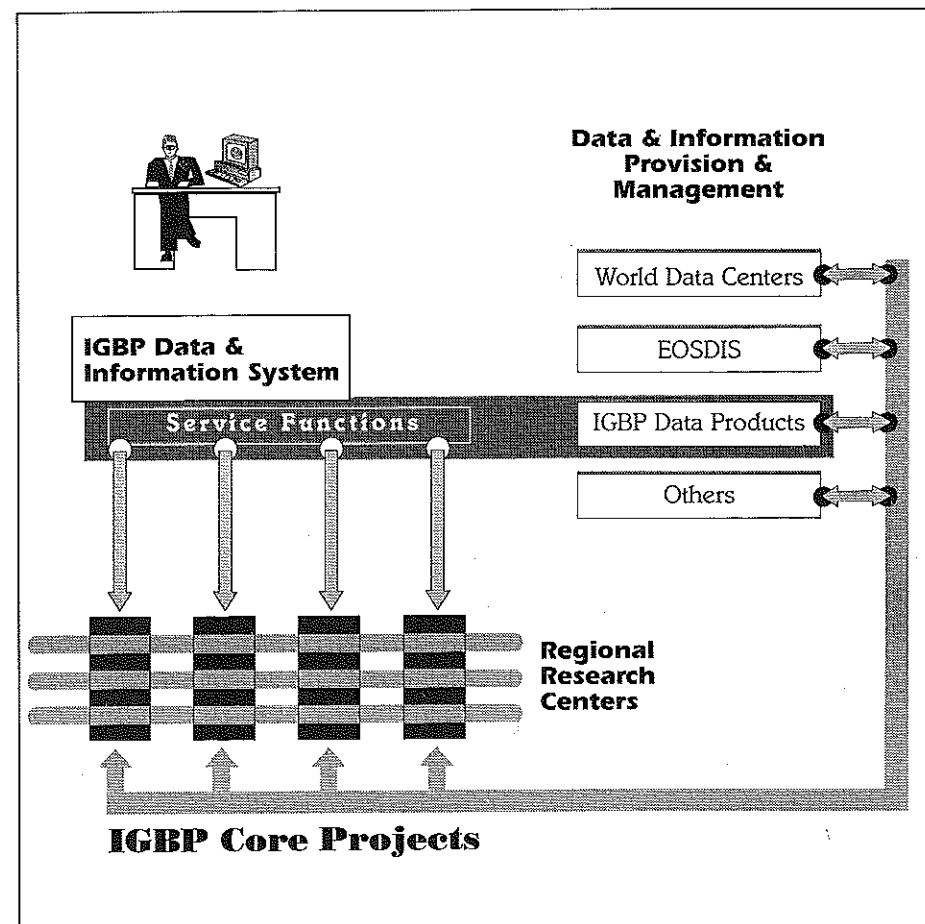 Data & Information
Provision &
Management
World Data Centers
EOSDIS
IGBP Data &
Information System
Service Functions
IGBP Data Products
Others
Regional
Research
Centers
IGBP Core Projects